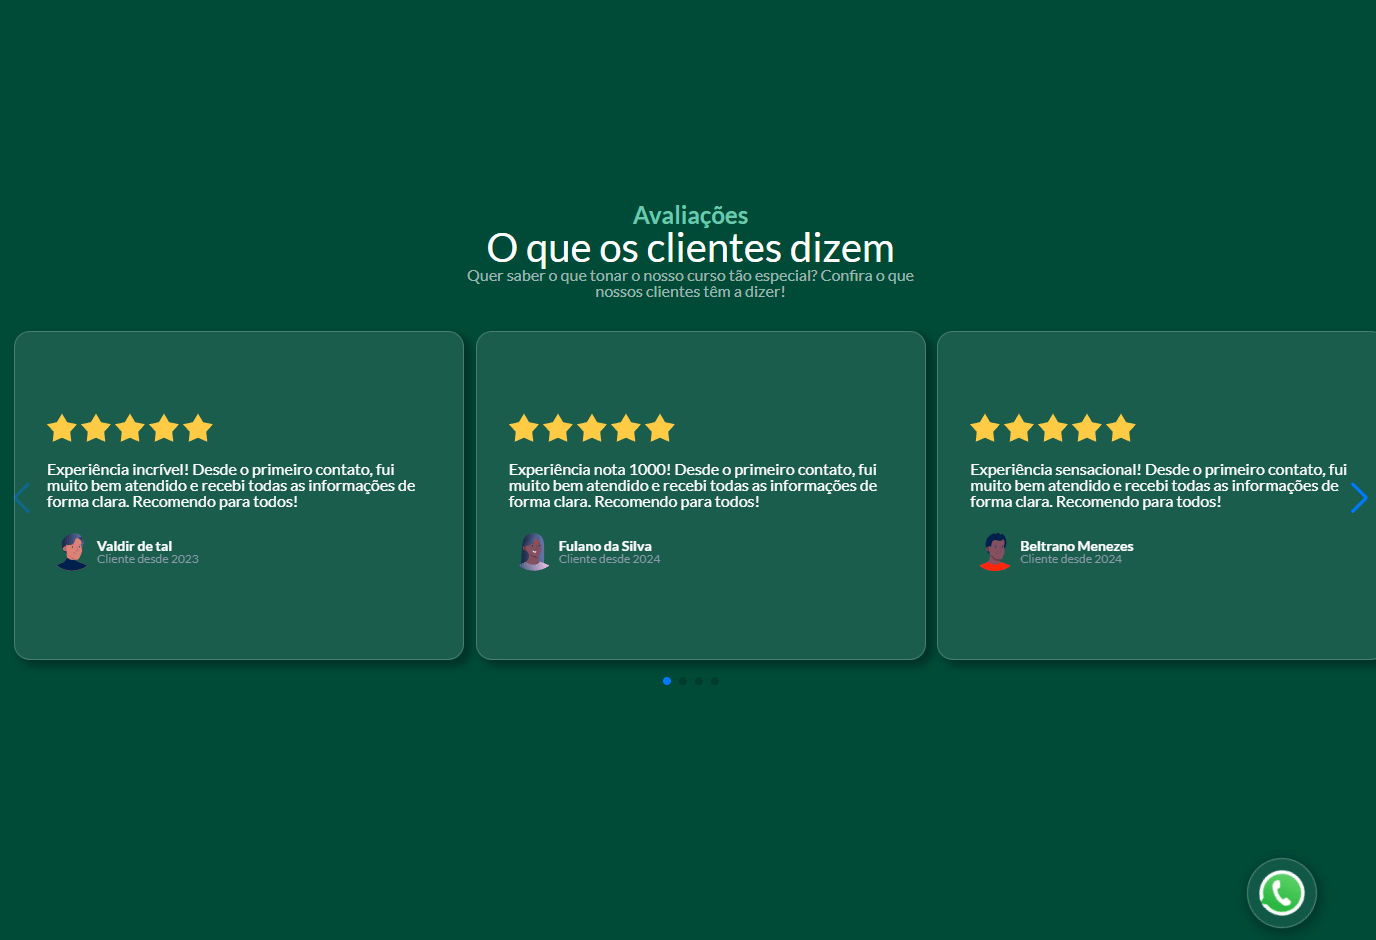 Avaliações
O que os clientes dizem
Quer saber o que tonar o nosso curso tão especial? Confira o que
nossos clientes têm a dizer!
Experiência incrível! Desde o primeiro contato, fui
muito bem atendido e recebi todas as informações de
forma clara. Recomendo para todos!
Valdir de tal
Cliente desde 2023
Experiência nota 1000! Desde o primeiro contato, fui
muito bem atendido e recebi todas as informações de
forma clara. Recomendo para todos!
Fulano da Silva
Cliente desde 2024
Experiência sensacional! Desde o primeiro contato, fui
muito bem atendido e recebi todas as informações de
forma clara. Recomendo para todos!
Beltrano Menezes
Cliente desde 2024